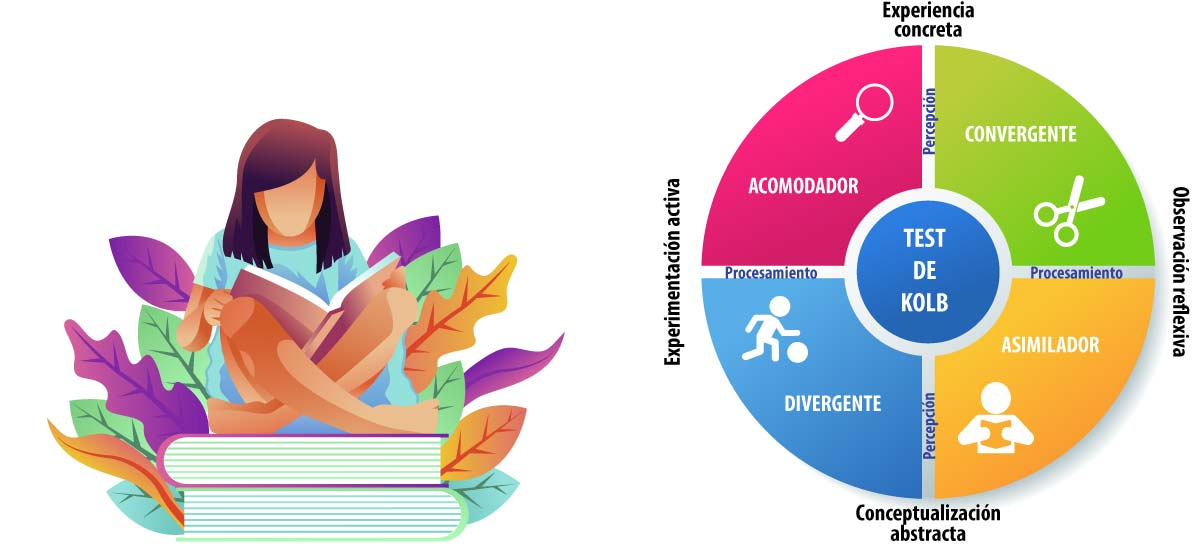 Experiencia
concreta
Percepción
CONVERGENTE
ACOMODADOR
Experimentación activa
Observación reflexiva
TEST
DE
KOLB
Procesamiento
Procesamiento
ASIMILADOR
DIVERGENTE
Percepción
Conceptualización
abstracta